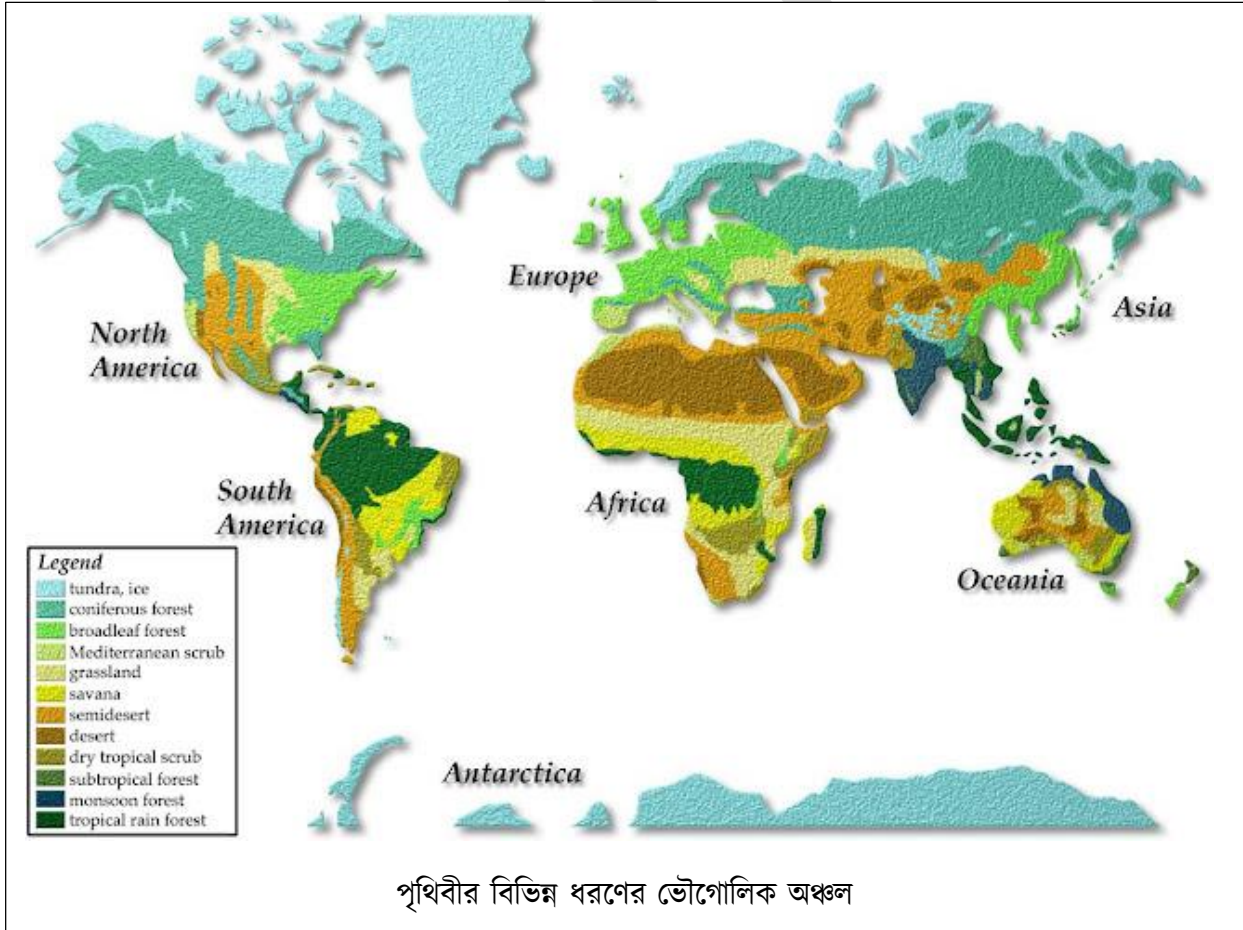 Europe
Asia
North
America
South
America
Africa
Oceania
Legend
tundra, ice
coniferous forest
broadleaf forest
Mediterranean scrub
grassland
savana
semidesert
desert
dry tropical scrub
subtropical forest
monsoon forest
tropical rain forest
Antarctica
পৃথিবীর বিভিন্ন ধরণের ভৌগোলিক অঞ্চল